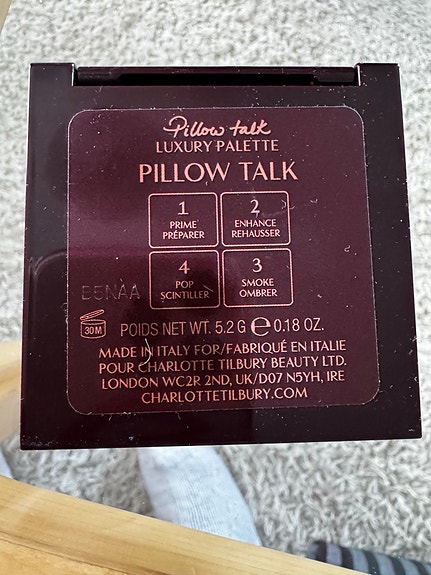 Pillow talk
LUXURY PALETTE
PILLOW TALK
1
PRIME
PRÉPARER
2
ENHANCE
REHAUSSER
4
POP
SCINTILLER
3
SMOKE
OMBRER
30M
POIDS NET WT. 5.2 G ℮ 0.18 OZ.
MADE IN ITALY FOR/FABRIQUÉ EN ITALIE
POUR CHARLOTTE TILBURY BEAUTY LTD.
LONDON WC2R 2ND, UK/D07 N5YH, IRE
CHARLOTTETILBURY.COM